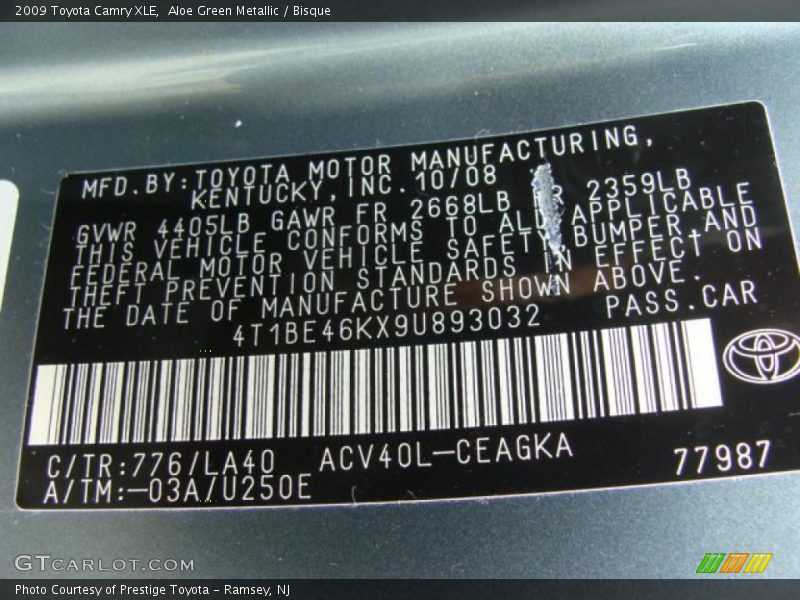 2009 Toyota Camry XLE, Aloe Green Metallic / Bisque
MFD. BY: TOYOTA MOTOR MANUFACTURING,
KENTUCKY, INC. 10/08
GVWR 4405LB GAWR FR 2668LB 2359LB
THIS VEHICLE CONFORMS TO ALL APPLICABLE
FEDERAL MOTOR VEHICLE SAFETY, BUMPER, AND
THEFT PREVENTION STANDARDS IN EFFECT ON
THE DATE OF MANUFACTURE SHOWN ABOVE.
4T1BE46KX9U893032 PASS. CAR
C/TR:776/LA40 ACV40L-CEAGKA 77987
A/TM:-03A/U250E
GTCARLOT.COM
Photo Courtesy of Prestige Toyota - Ramsey, NJ